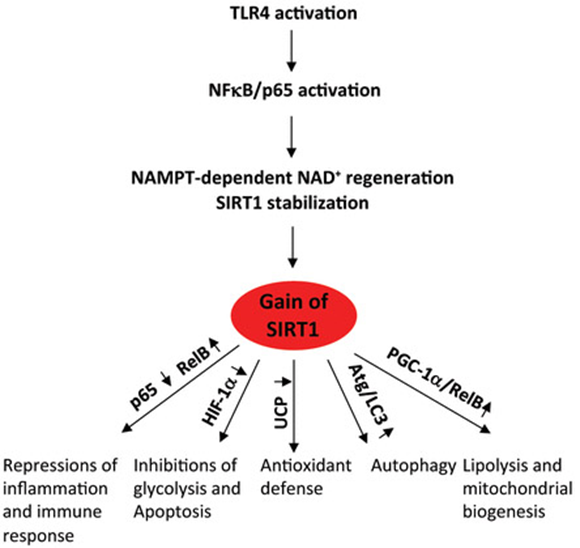 TLR4 activation
NFκB/p65 activation
NAMPT-dependent NAD⁺ regeneration
SIRT1 stabilization
Gain of
SIRT1
p65 ↓ RelB ↑
HIF-1α ↓
UCP ↑
Atg/LC3 ↑
PGC-1α/RelB ↑
Repressions of
inflammation
and immune
response
Inhibitions of
glycolysis and
Apoptosis
Antioxidant
defense
Autophagy
Lipolysis and
mitochondrial
biogenesis